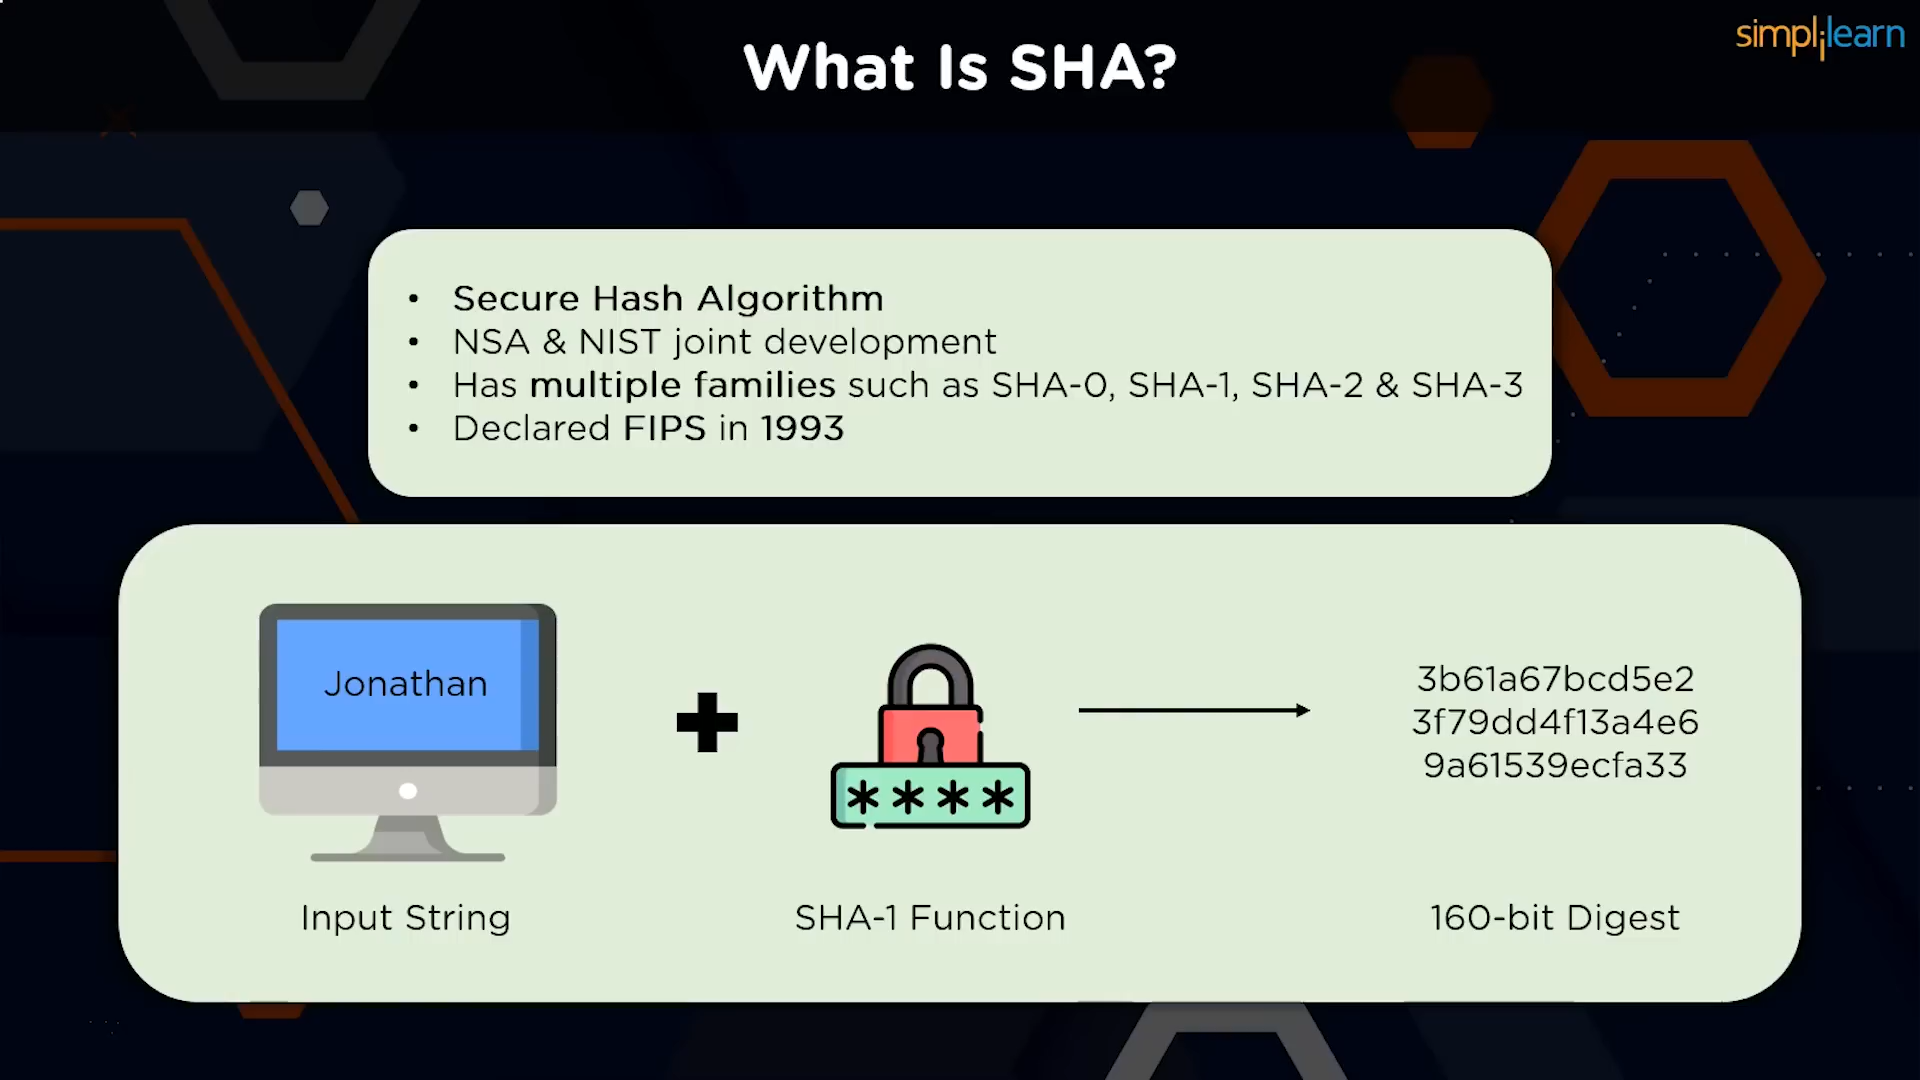 What Is SHA?
simplilearn
• Secure Hash Algorithm
• NSA & NIST joint development
• Has multiple families such as SHA-0, SHA-1, SHA-2 & SHA-3
• Declared FIPS in 1993
Jonathan
* * * *
3b61a67bcd5e2
3f79dd4f13a4e6
9a61539ecfa33
Input String
SHA-1 Function
160-bit Digest